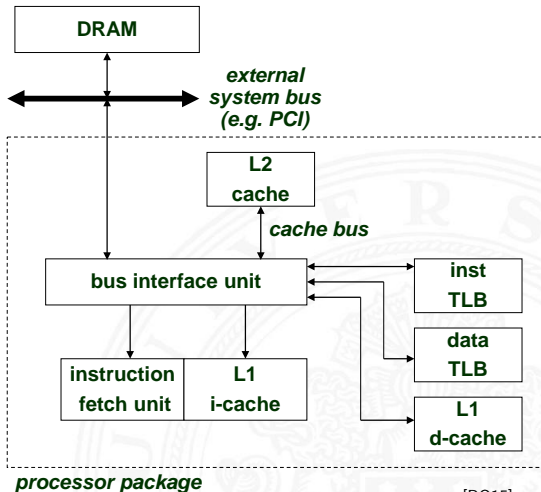 DRAM
external
system bus
(e.g. PCI)
L2
cache
cache bus
bus interface unit
inst
TLB
data
TLB
instruction
fetch unit
L1
i-cache
L1
d-cache
processor package